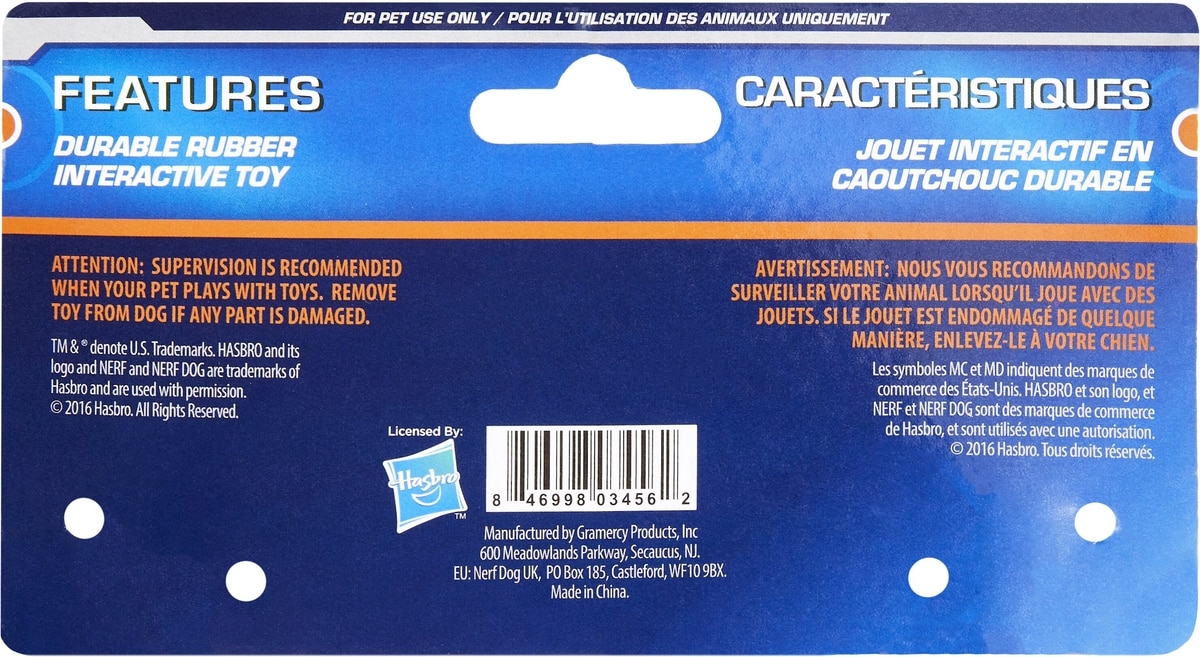 FOR PET USE ONLY / POUR L'UTILISATION DES ANIMAUX UNIQUEMENT
FEATURES
DURABLE RUBBER
INTERACTIVE TOY
ATTENTION: SUPERVISION IS RECOMMENDED
WHEN YOUR PET PLAYS WITH TOYS. REMOVE
TOY FROM DOG IF ANY PART IS DAMAGED.
TM & ® denote U.S. Trademarks. HASBRO and its
logo and NERF and NERF DOG are trademarks of
Hasbro and are used with permission.
© 2016 Hasbro. All Rights Reserved.
CARACTÉRISTIQUES
JOUET INTERACTIF EN
CAOUTCHOUC DURABLE
AVERTISSEMENT: NOUS VOUS RECOMMANDONS DE
SURVEILLER VOTRE ANIMAL LORSQU'IL JOUE AVEC DES
JOUETS. SI LE JOUET EST ENDOMMAGÉ DE QUELQUE
MANIÈRE, ENLEVEZ-LE À VOTRE CHIEN.
Les symboles MC et MD indiquent des marques de
commerce des États-Unis. HASBRO et son logo, et
NERF et NERF DOG sont des marques de commerce
de Hasbro, et sont utilisés avec une autorisation.
© 2016 Hasbro. Tous droits réservés.
Licensed By:
Hasbro
TM
8 46998 03456 2
Manufactured by Gramercy Products, Inc
600 Meadowlands Parkway, Secaucus, NJ.
EU: Nerf Dog UK, PO Box 185, Castleford, WF10 9BX.
Made in China.